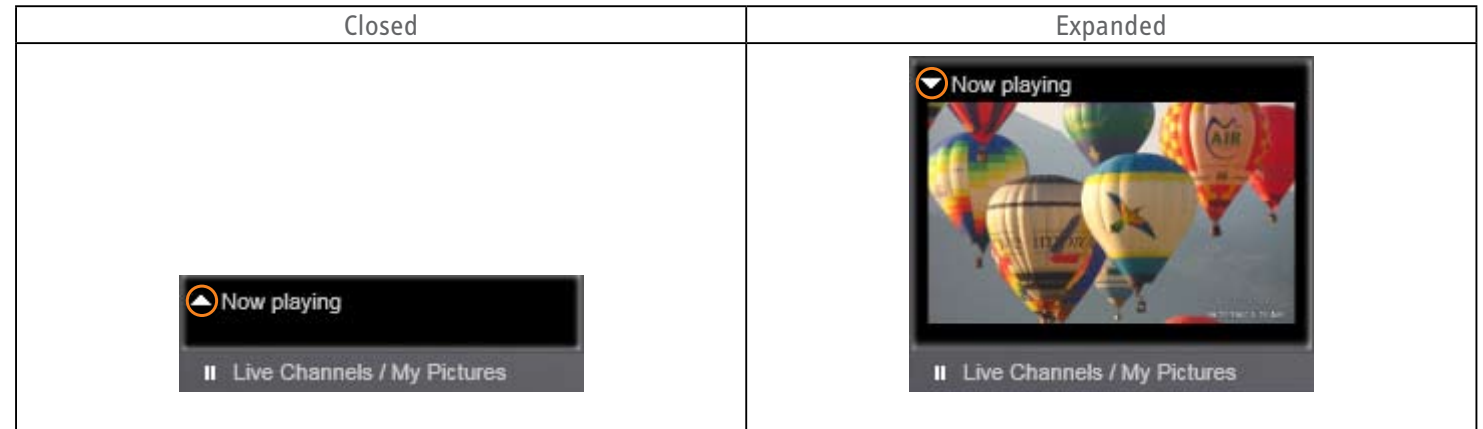 Closed
Expanded
Now playing
Live Channels / My Pictures
Now playing
AIR
Live Channels / My Pictures